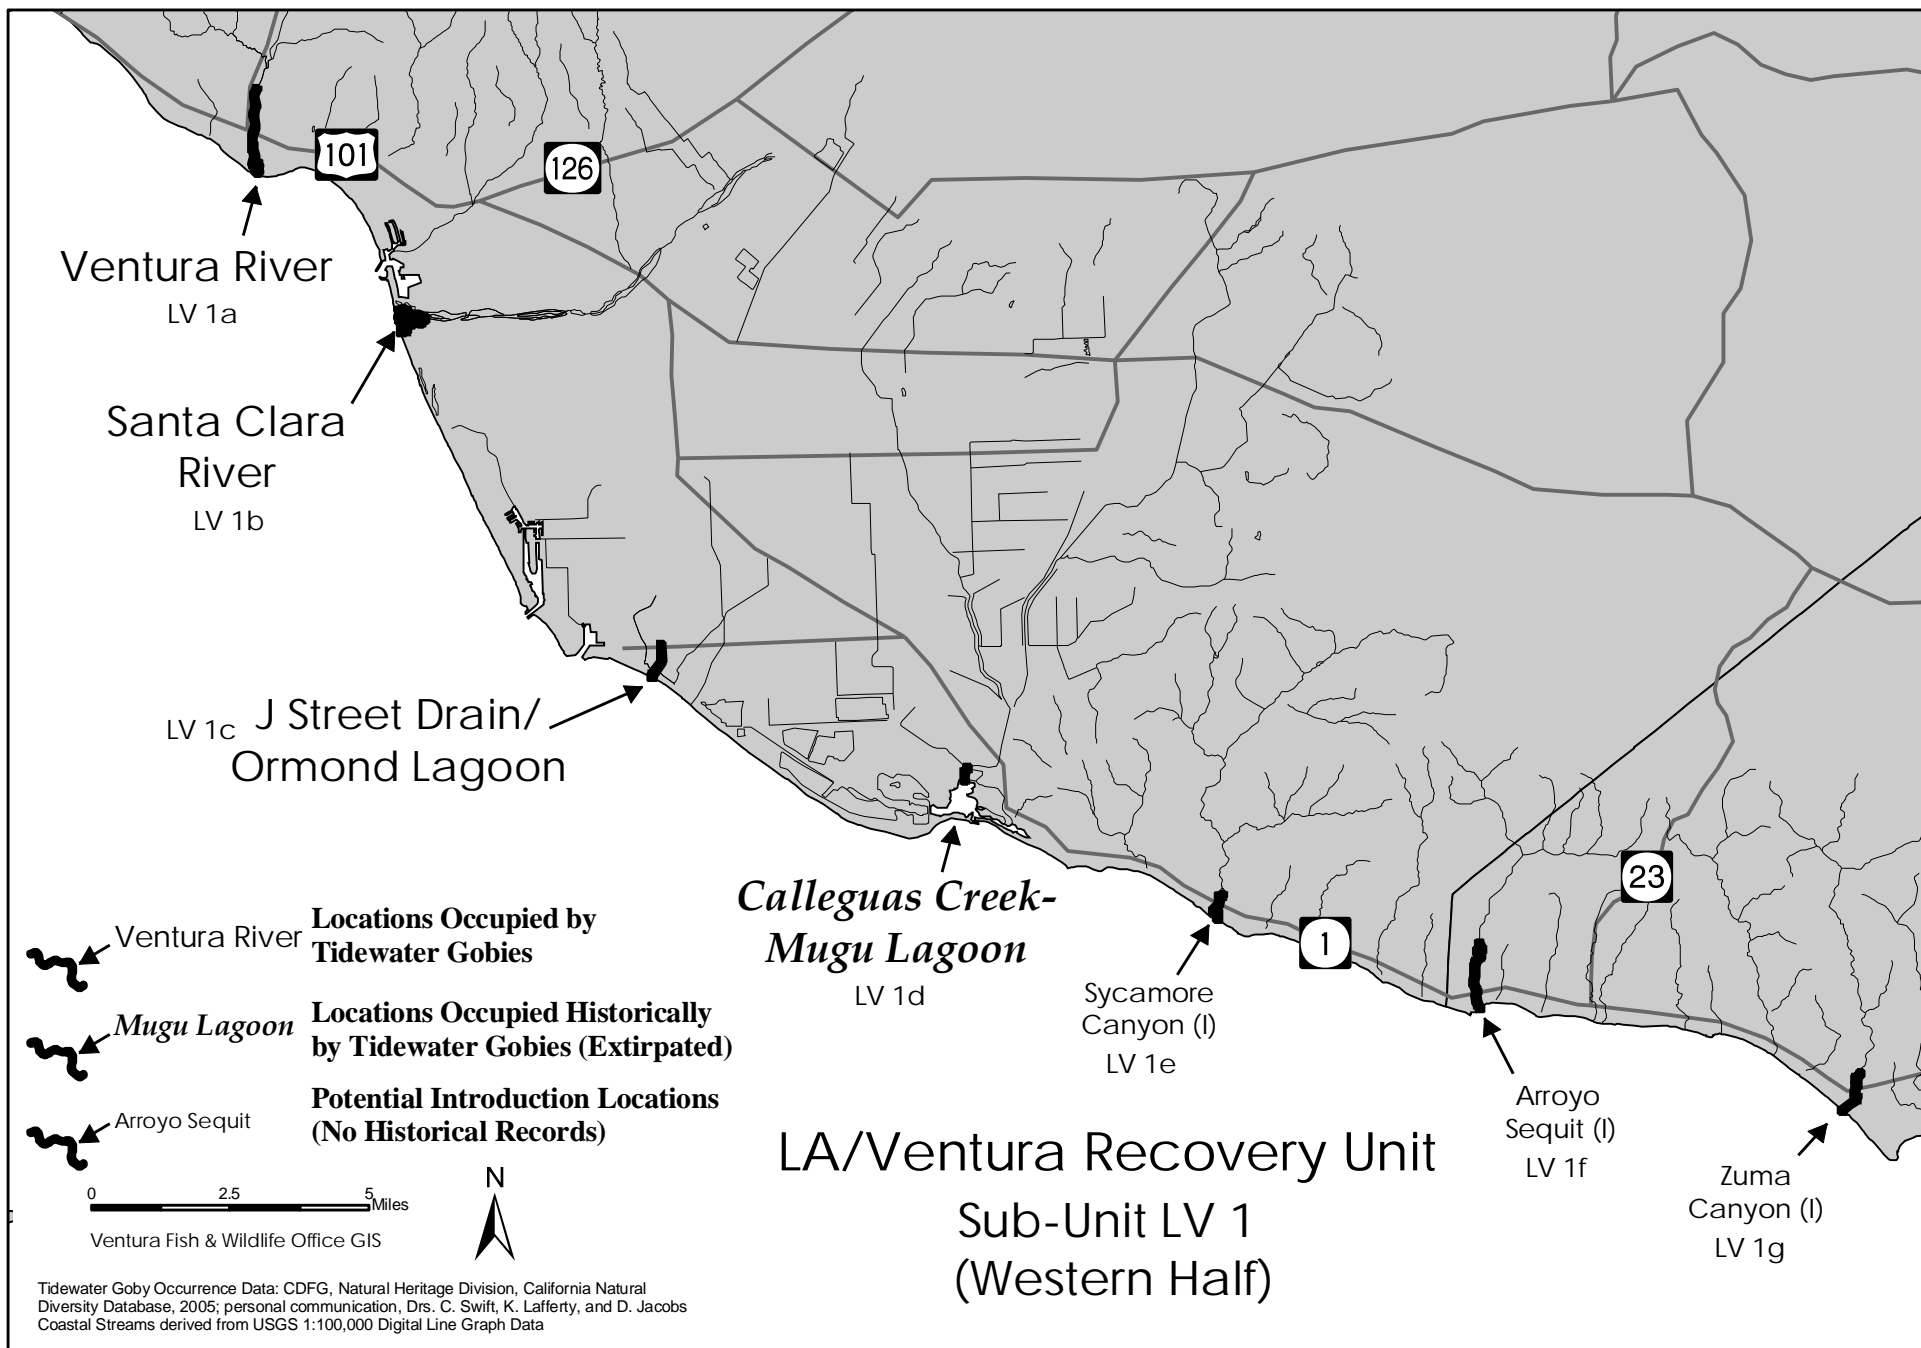 101
126
Ventura River
LV 1a
Santa Clara
River
LV 1b
LV 1c
J Street Drain/
Ormond Lagoon
Calleguas Creek-
Mugu Lagoon
LV 1d
Sycamore
Canyon (I)
LV 1e
1
23
Arroyo
Sequit (I)
LV 1f
Zuma
Canyon (I)
LV 1g
Ventura River
Locations Occupied by
Tidewater Gobies
Mugu Lagoon
Locations Occupied Historically
by Tidewater Gobies (Extirpated)
Arroyo Sequit
Potential Introduction Locations
(No Historical Records)
0 2.5 5 Miles
N
Ventura Fish & Wildlife Office GIS
LA/Ventura Recovery Unit
Sub-Unit LV 1
(Western Half)
Tidewater Goby Occurrence Data: CDFG, Natural Heritage Division, California Natural
Diversity Database, 2005; personal communication, Drs. C. Swift, K. Lafferty, and D. Jacobs
Coastal Streams derived from USGS 1:100,000 Digital Line Graph Data